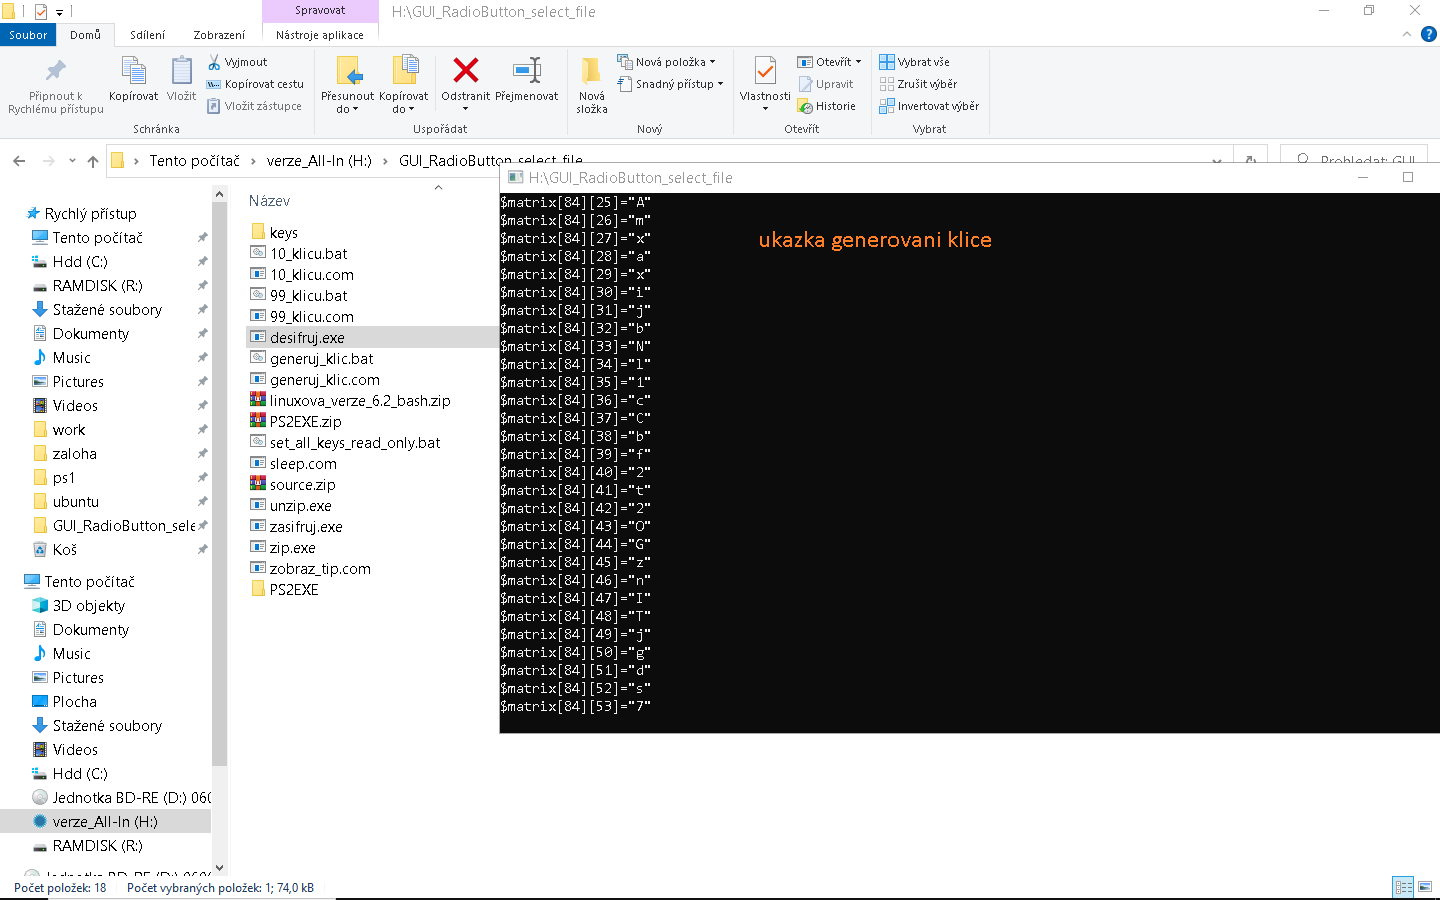 Spravovat
H:\GUI_RadioButton_select_file
Soubor
Domů
Sdílení
Zobrazení
Nástroje aplikace
Připnout k
Rychlému přístupu
Kopírovat
Vložit
Vyjmout
Kopírovat cestu
Vložit zástupce
Schránka
Přesunout
do
Kopírovat
do
Odstranit
Přejmenovat
Uspořádat
Nová
složka
Nová položka
Snadný přístup
Nový
Vlastnosti
Otevřít
Upravit
Historie
Otevřít
Vybrat vše
Zrušit výběr
Invertovat výběr
Vybrat
Tento počítač
verze_All-In (H:)
GUI_RadioButton_select_file
Prohledat: GUI
Rychlý přístup
Tento počítač
Hdd (C:)
RAMDISK (R:)
Stažené soubory
Dokumenty
Music
Pictures
Videos
work
zaloha
ps1
ubuntu
GUI_RadioButton_sele
Koš
Tento počítač
3D objekty
Dokumenty
Music
Pictures
Plocha
Stažené soubory
Videos
Hdd (C:)
Jednotka BD-RE (D:) 060
verze_All-In (H:)
RAMDISK (R:)
Název
keys
10_klicu.bat
10_klicu.com
99_klicu.bat
99_klicu.com
desifruj.exe
generuj_klic.bat
generuj_klic.com
linuxova_verze_6.2_bash.zip
PS2EXE.zip
set_all_keys_read_only.bat
sleep.com
source.zip
unzip.exe
zasifruj.exe
zip.exe
zobraz_tip.com
PS2EXE
H:\GUI_RadioButton_select_file
$matrix[84][25]="A"
$matrix[84][26]="m"
$matrix[84][27]="x"
$matrix[84][28]="a"
$matrix[84][29]="x"
$matrix[84][30]="i"
$matrix[84][31]="j"
$matrix[84][32]="b"
$matrix[84][33]="N"
$matrix[84][34]="l"
$matrix[84][35]="1"
$matrix[84][36]="c"
$matrix[84][37]="C"
$matrix[84][38]="b"
$matrix[84][39]="f"
$matrix[84][40]="2"
$matrix[84][41]="t"
$matrix[84][42]="2"
$matrix[84][43]="O"
$matrix[84][44]="G"
$matrix[84][45]="z"
$matrix[84][46]="n"
$matrix[84][47]="I"
$matrix[84][48]="T"
$matrix[84][49]="j"
$matrix[84][50]="g"
$matrix[84][51]="d"
$matrix[84][52]="s"
$matrix[84][53]="7"
ukazka generovani klice
Počet položek: 18
Počet vybraných položek: 1; 74,0 kB